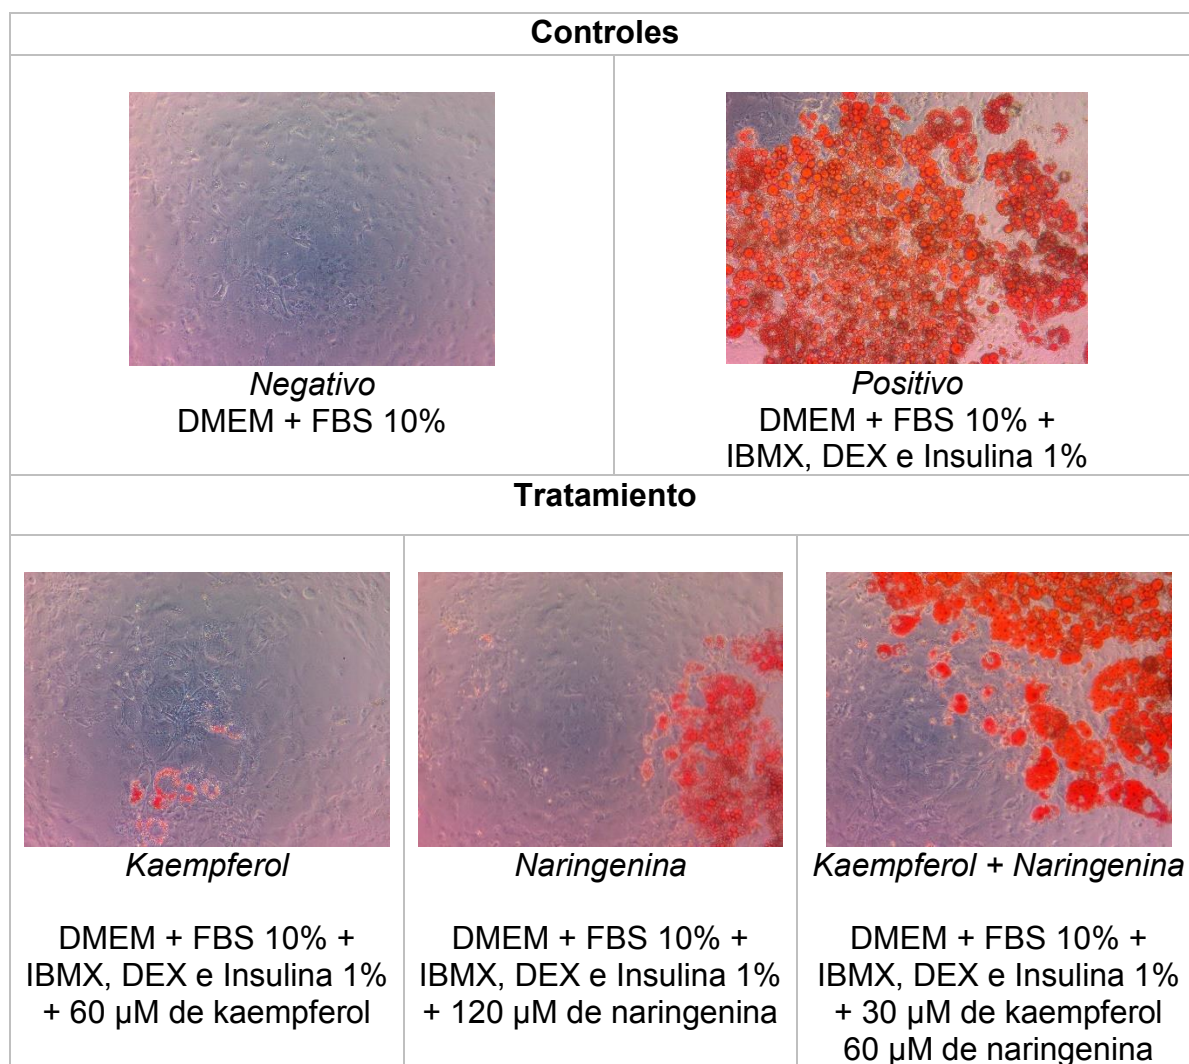 Controles
Negativo
DMEM + FBS 10%
Positivo
DMEM + FBS 10% +
IBMX, DEX e Insulina 1%
Tratamiento
Kaempferol
DMEM + FBS 10% +
IBMX, DEX e Insulina 1%
+ 60 µM de kaempferol
Naringenina
DMEM + FBS 10% +
IBMX, DEX e Insulina 1%
+ 120 µM de naringenina
Kaempferol + Naringenina
DMEM + FBS 10% +
IBMX, DEX e Insulina 1%
+ 30 µM de kaempferol
60 µM de naringenina